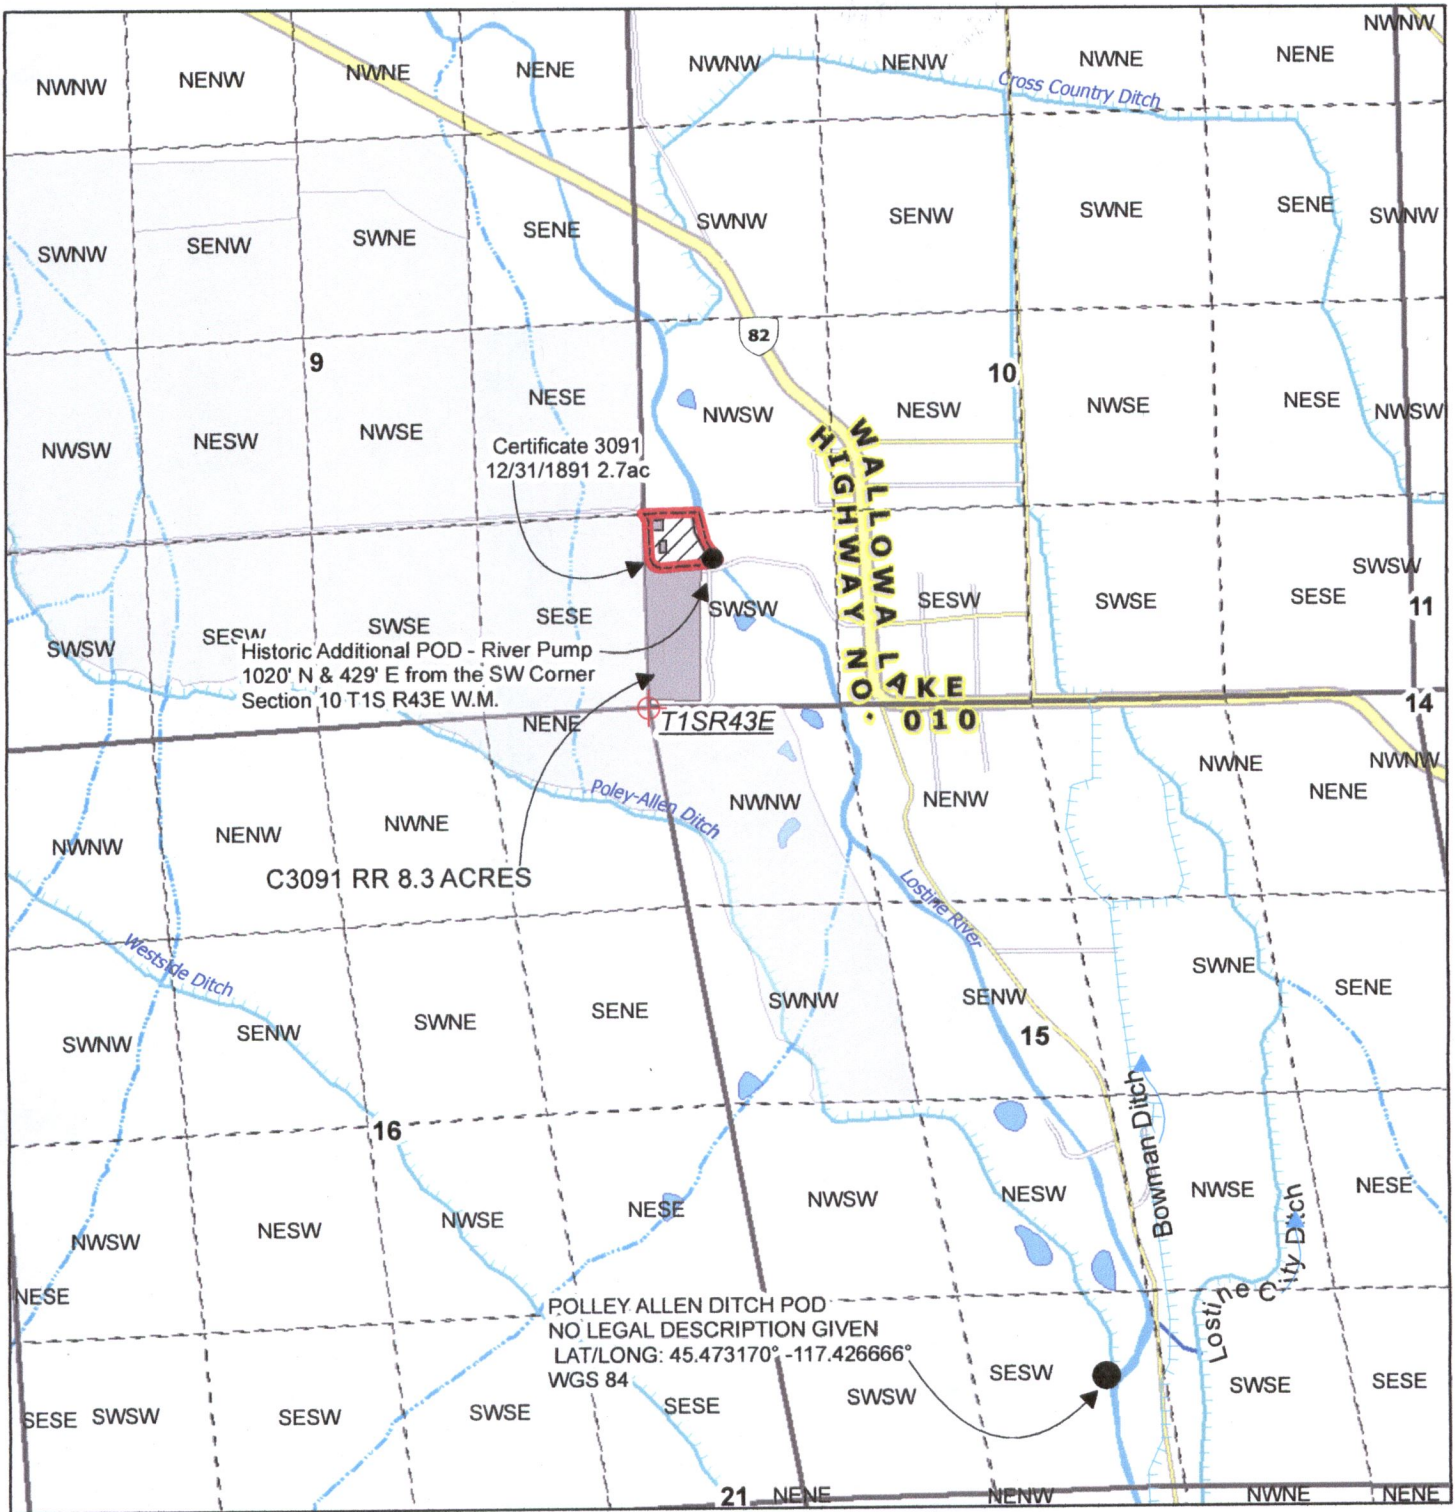 NWNW
NENW
NWNE
NENE
NWNW
NENW
NWNE
NENE
NWNW
Cross Country Ditch
SWNW
SENW
SWNE
SENE
SWNW
SENW
SWNE
SENE
SWNW
82
9
10
NWSW
NESW
NWSE
NESE
NWSW
NESW
NWSE
NESE
NWSW
Certificate 3091
12/31/1891 2.7ac
WALLOWA LAKE
HIGHWAY NO. 010
SWSW
SESW
SWSE
SESE
SWSW
SESW
SWSE
SESE
SWSW
11
Historic Additional POD - River Pump
1020' N & 429' E from the SW Corner
Section 10 T1S R43E W.M.
14
NENE
T1SR43E
Poley-Allen Ditch
NWNW
NENW
NWNE
NWNW
NENW
NWNE
NENE
NWNW
C3091 RR 8.3 ACRES
Lostine River
Westside Ditch
SWNW
SENW
SWNE
SENE
SWNW
SENW
SWNE
SENE
15
16
Bowman Ditch
NWSW
NESW
NWSE
NESE
NWSW
NESW
NWSE
NESE
Lostine City Ditch
NESE
POLLEY ALLEN DITCH POD
NO LEGAL DESCRIPTION GIVEN
LAT/LONG: 45.473170° -117.426666°
WGS 84
SESE
SWSW
SESW
SWSE
SESE
SWSW
SESW
SWSE
SESE
21
NENE
NENW
NWNE
NENE